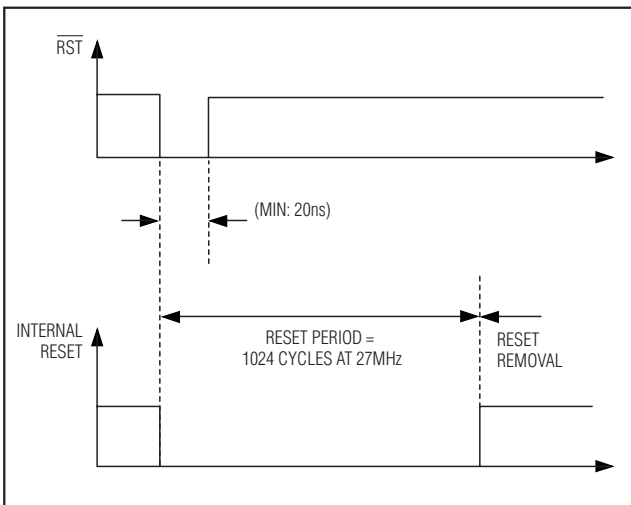 RST
(MIN: 20ns)
INTERNAL
RESET
RESET PERIOD =
1024 CYCLES AT 27MHz
RESET
REMOVAL